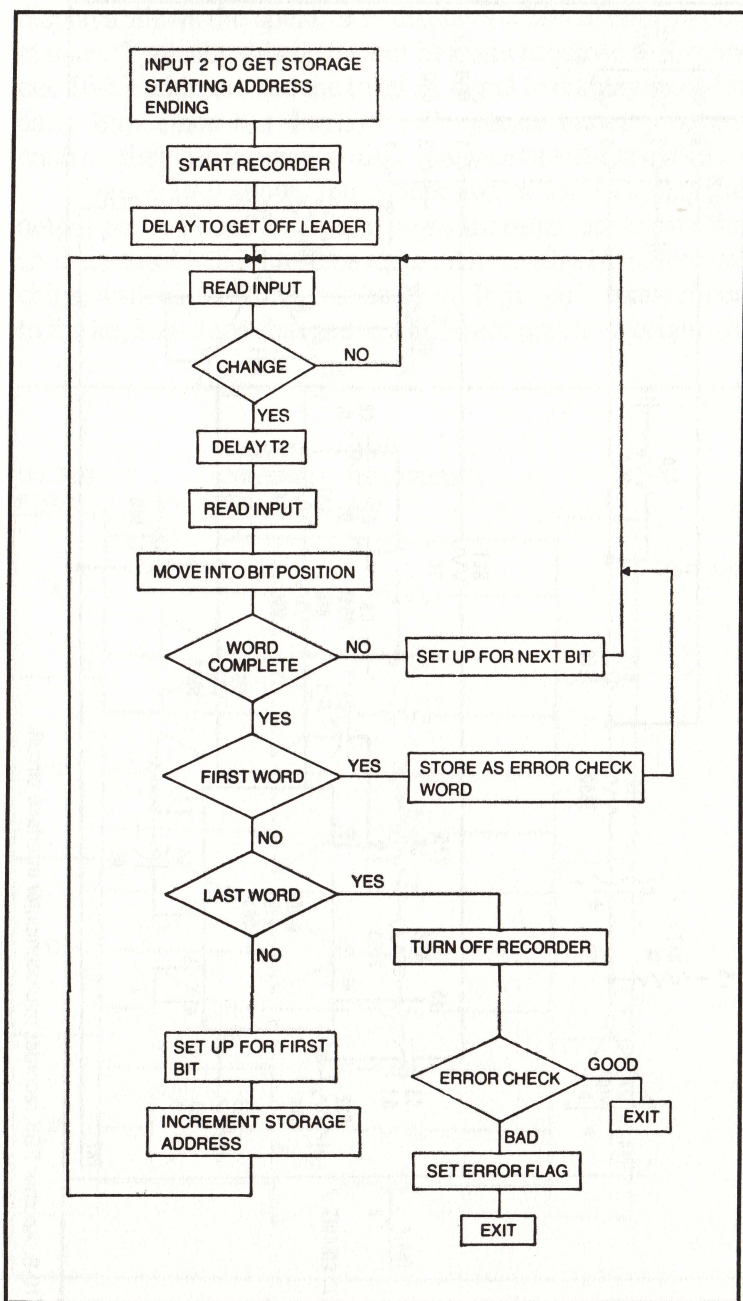 INPUT 2 TO GET STORAGE
STARTING ADDRESS
ENDING
START RECORDER
DELAY TO GET OFF LEADER
READ INPUT
CHANGE
NO
YES
DELAY T2
READ INPUT
MOVE INTO BIT POSITION
WORD
COMPLETE
NO
SET UP FOR NEXT BIT
YES
FIRST WORD
YES
STORE AS ERROR CHECK
WORD
NO
LAST WORD
YES
TURN OFF RECORDER
NO
SET UP FOR FIRST
BIT
ERROR CHECK
GOOD
EXIT
INCREMENT STORAGE
ADDRESS
BAD
SET ERROR FLAG
EXIT